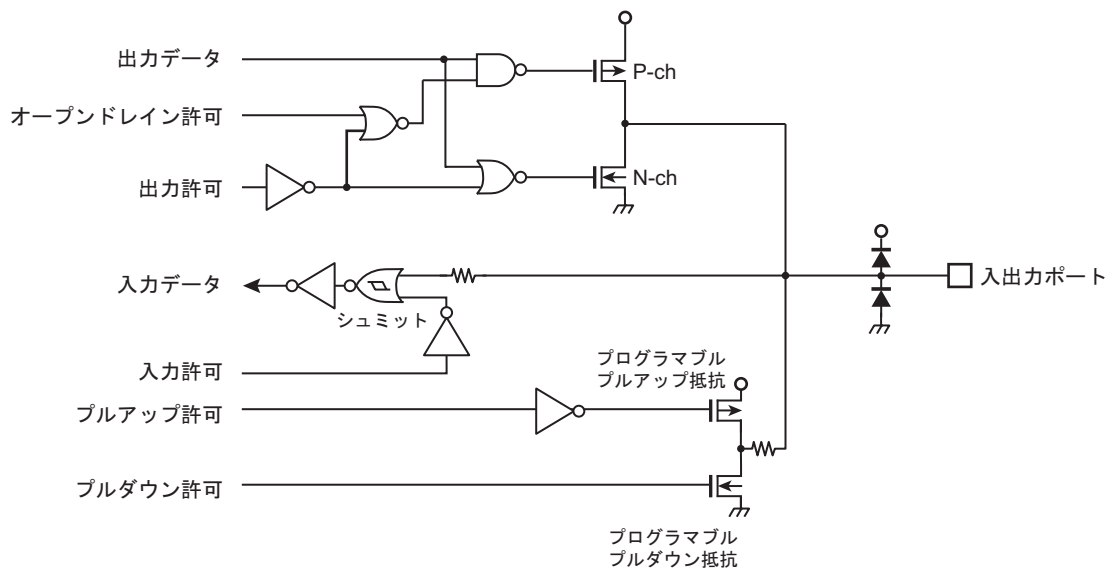 出力データ
P-ch
オープンドレイン許可
N-ch
出力許可
入力データ
入出力ポート
シュミット
プログラマブル
プルアップ抵抗
入力許可
プルアップ許可
プルダウン許可
プログラマブル
プルダウン抵抗